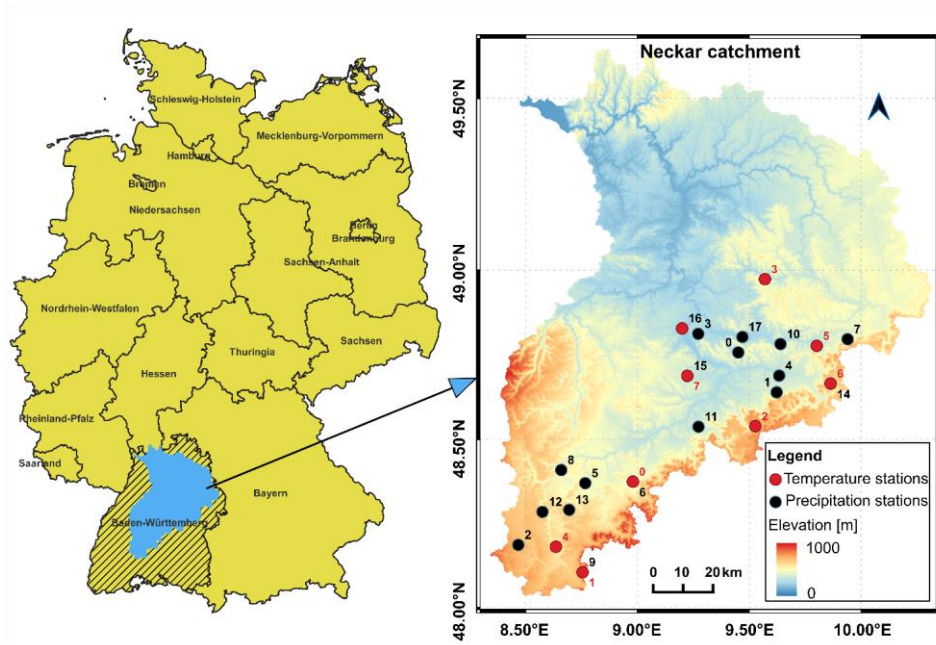 Schleswig-Holstein
Mecklenburg-Vorpommern
Hamburg
Bremen
Niedersachsen
Berlin
Brandenburg
Sachsen-Anhalt
Nordrhein-Westfalen
Sachsen
Thuringia
Hessen
Rheinland-Pfalz
Saarland
Bayern
Baden-Württemberg
Neckar catchment
49.50°N
49.00°N
48.50°N
48.00°N
3
16
3
17
0
10
5
7
15
7
4
1
6
14
2
11
8
5
0
6
12
13
2
4
9
1
Legend
Temperature stations
Precipitation stations
Elevation [m]
1000
0
0 10 20 km
8.50°E 9.00°E 9.50°E 10.00°E